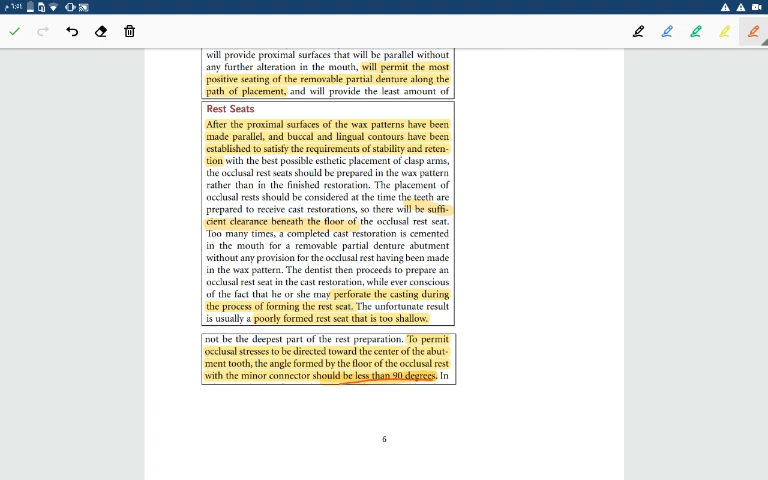 ٦:٥٤ م
will provide proximal surfaces that will be parallel without
any further alteration in the mouth, will permit the most
positive seating of the removable partial denture along the
path of placement, and will provide the least amount of
Rest Seats
After the proximal surfaces of the wax patterns have been
made parallel, and buccal and lingual contours have been
established to satisfy the requirements of stability and reten-
tion with the best possible esthetic placement of clasp arms,
the occlusal rest seats should be prepared in the wax pattern
rather than in the finished restoration. The placement of
occlusal rests should be considered at the time the teeth are
prepared to receive cast restorations, so there will be suffi-
cient clearance beneath the floor of the occlusal rest seat.
Too many times, a completed cast restoration is cemented
in the mouth for a removable partial denture abutment
without any provision for the occlusal rest having been made
in the wax pattern. The dentist then proceeds to prepare an
occlusal rest seat in the cast restoration, while ever conscious
of the fact that he or she may perforate the casting during
the process of forming the rest seat. The unfortunate result
is usually a poorly formed rest seat that is too shallow.
not be the deepest part of the rest preparation. To permit
occlusal stresses to be directed toward the center of the abut-
ment tooth, the angle formed by the floor of the occlusal rest
with the minor connector should be less than 90 degrees. In
6